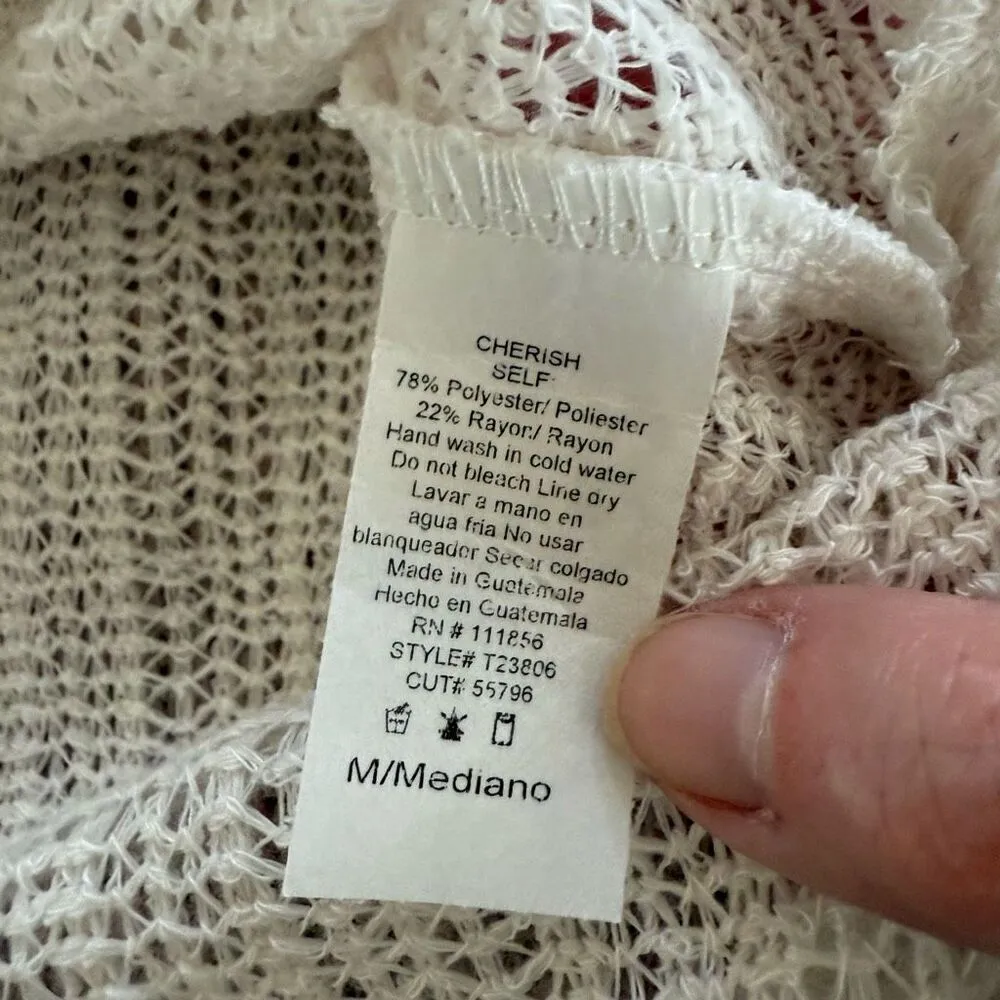 CHERISH
SELF
78% Polyester/ Poliester
22% Rayon/ Rayon
Hand wash in cold water
Do not bleach Line dry
Lavar a mano en
agua fria No usar
blanqueador Secar colgado
Made in Guatemala
Hecho en Guatemala
RN # 111856
STYLE# T23806
CUT# 55796
M/Mediano